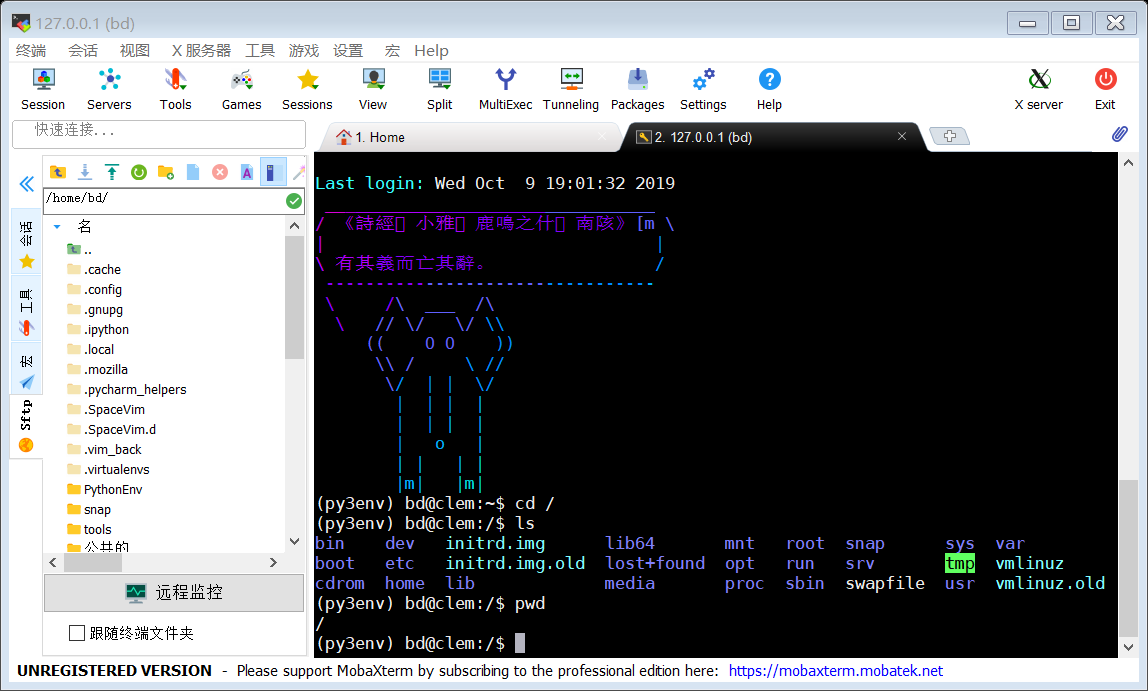 127.0.0.1 (bd)
终端 会话 视图 X 服务器 工具 游戏 设置 宏 Help
Session Servers Tools Games Sessions View Split MultiExec Tunneling Packages Settings Help X server Exit
快速连接...
1. Home
2. 127.0.0.1 (bd)
/home/bd/
会话
工具
宏
Sftp
名
..
.cache
.config
.gnupg
.ipython
.local
.mozilla
.pycharm_helpers
.SpaceVim
.SpaceVim.d
.vim_back
.virtualenvs
PythonEnv
snap
tools
公共的
远程监控
跟随终端文件夹
Last login: Wed Oct  9 19:01:32 2019
/ 《詩經 小雅 鹿鳴之什 南陔》[m \
\ 有其義而亡其辭。 /
(py3env) bd@clem:~$ cd /
(py3env) bd@clem:/$ ls
bin dev initrd.img lib64 mnt root snap sys var
boot etc initrd.img.old lost+found opt run srv tmp vmlinuz
cdrom home lib media proc sbin swapfile usr vmlinuz.old
(py3env) bd@clem:/$ pwd
/
(py3env) bd@clem:/$
UNREGISTERED VERSION - Please support MobaXterm by subscribing to the professional edition here: https://mobaxterm.mobatek.net